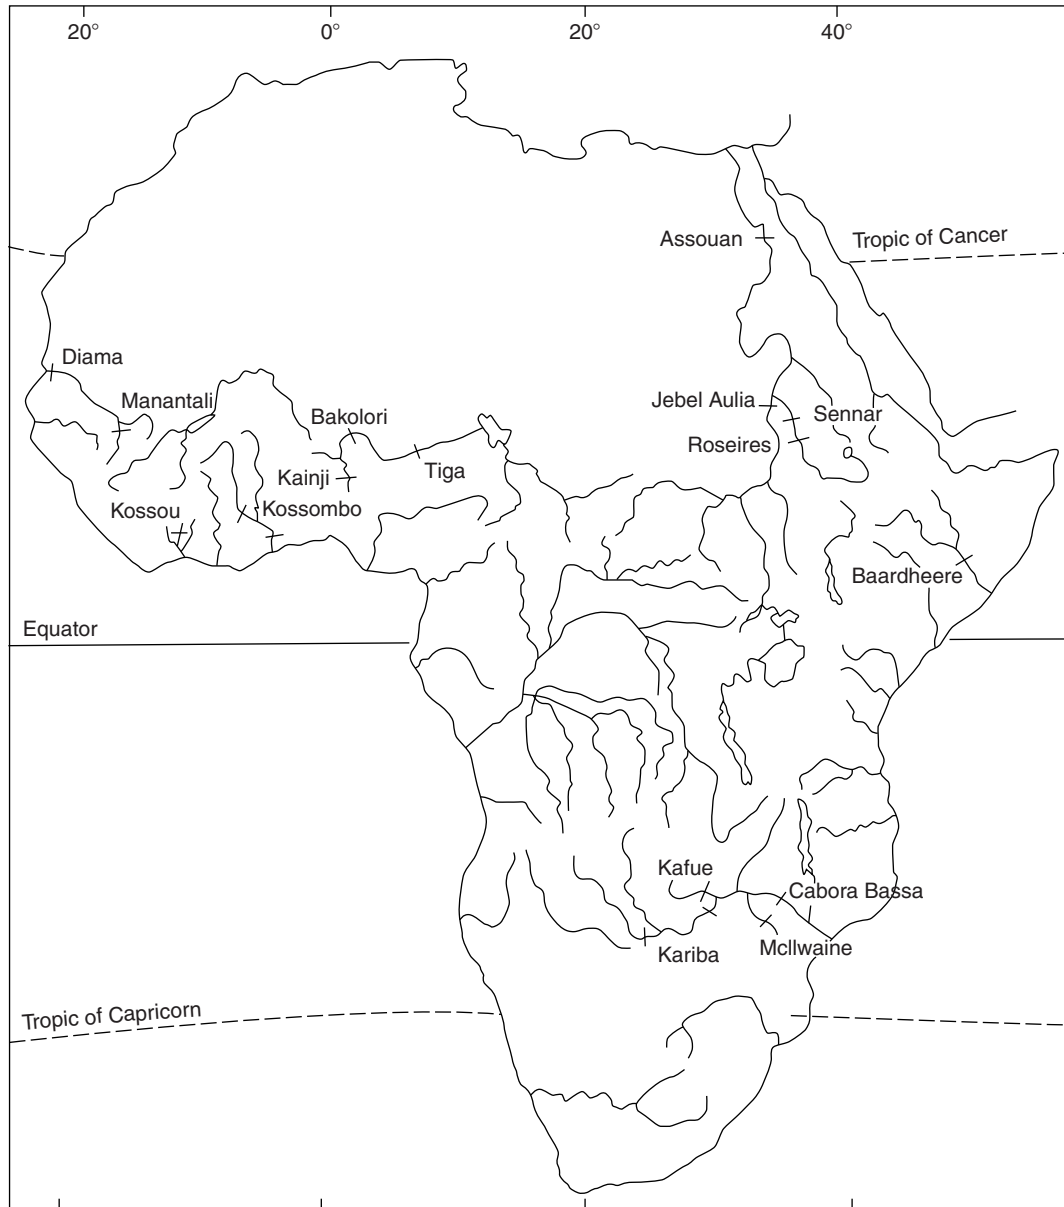 20°
0°
20°
40°
Assouan
Tropic of Cancer
Diama
Manantali
Bakolori
Jebel Aulia
Sennar
Roseires
Kainji
Tiga
Kossou
Kossombo
Baardheere
Equator
Kafue
Cabora Bassa
Kariba
McIlwaine
Tropic of Capricorn